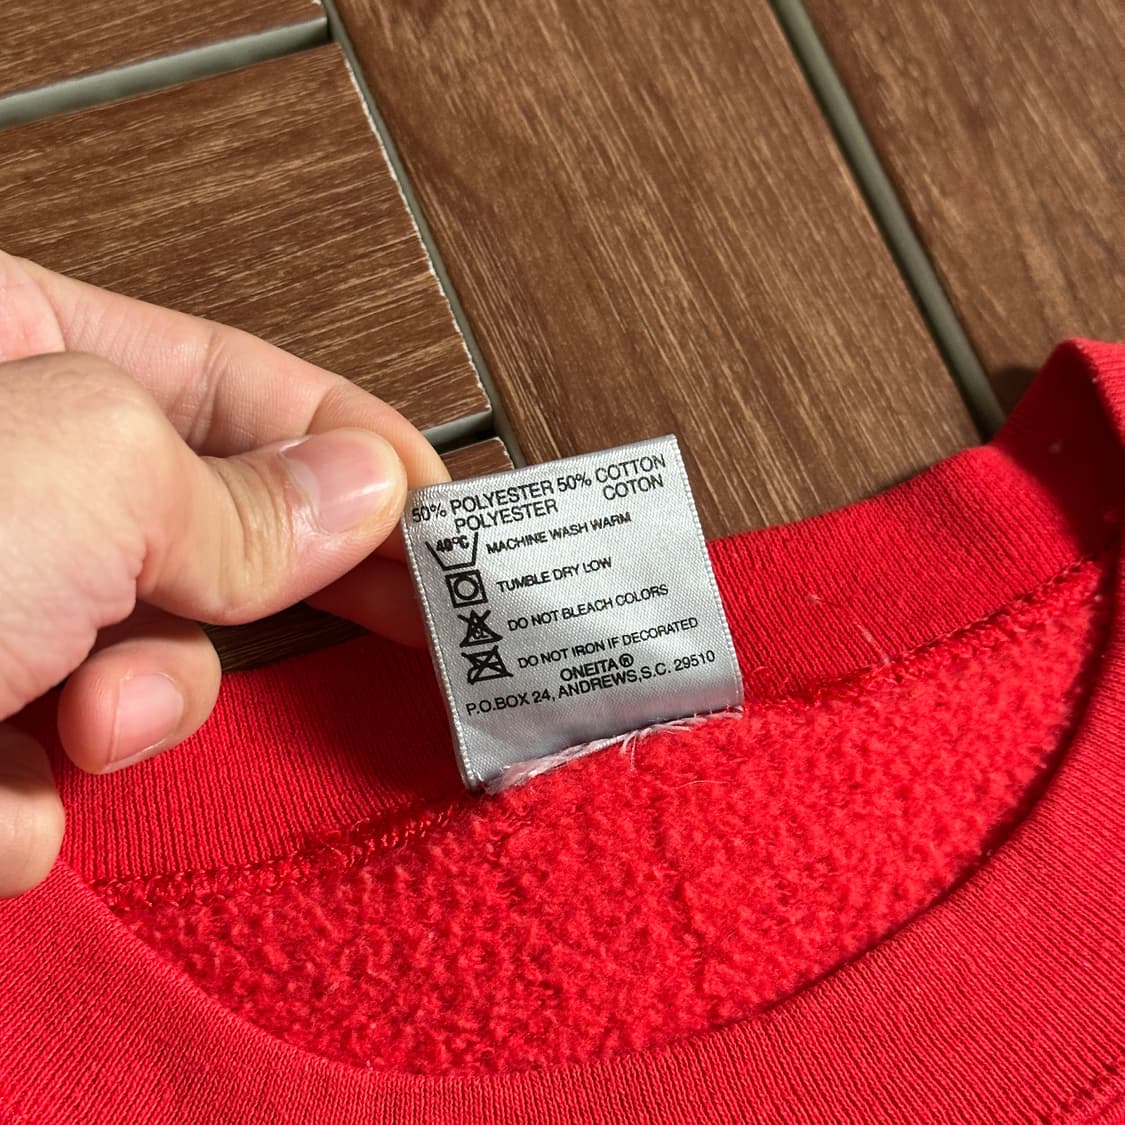 50% POLYESTER 50% COTTON
POLYESTER COTON
40°C MACHINE WASH WARM
TUMBLE DRY LOW
DO NOT BLEACH COLORS
DO NOT IRON IF DECORATED
ONEITA®
P.O.BOX 24, ANDREWS,S.C. 29510